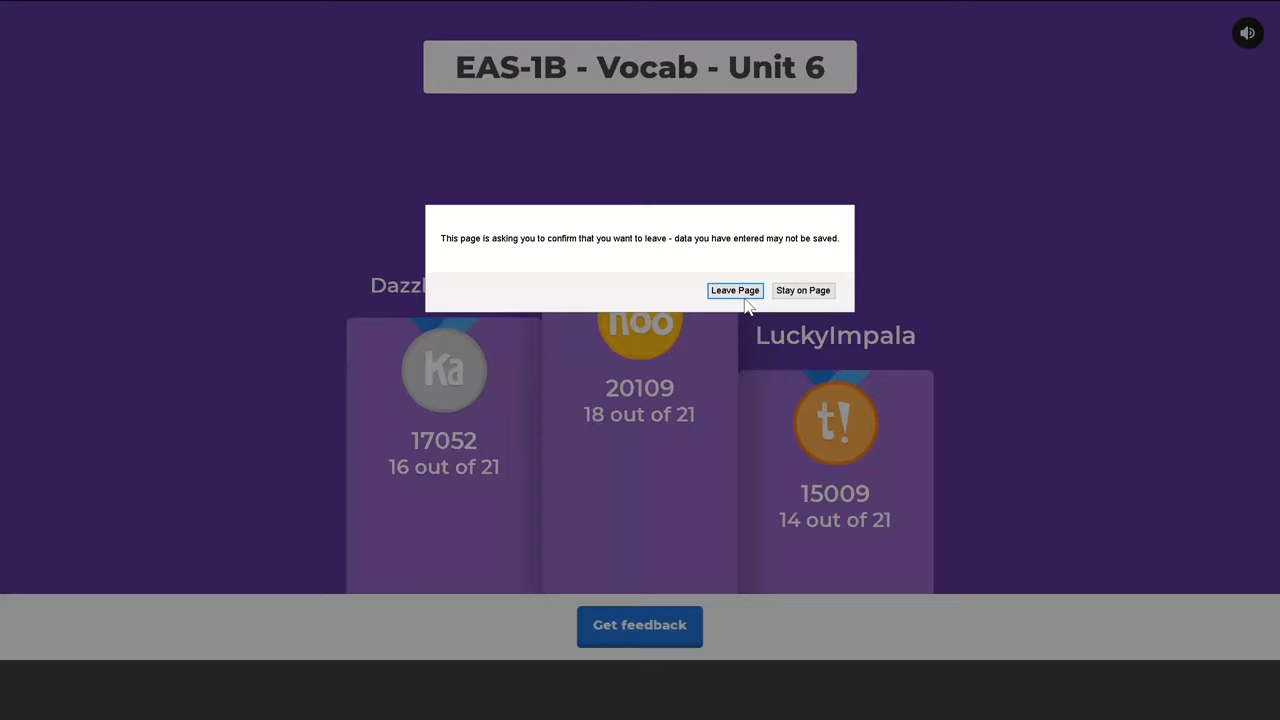 EAS-1B - Vocab - Unit 6
This page is asking you to confirm that you want to leave - data you have entered may not be saved.
Leave Page Stay on Page
Dazzl
LuckyImpala
Ka
hoo
t!
20109
18 out of 21
17052
16 out of 21
15009
14 out of 21
Get feedback